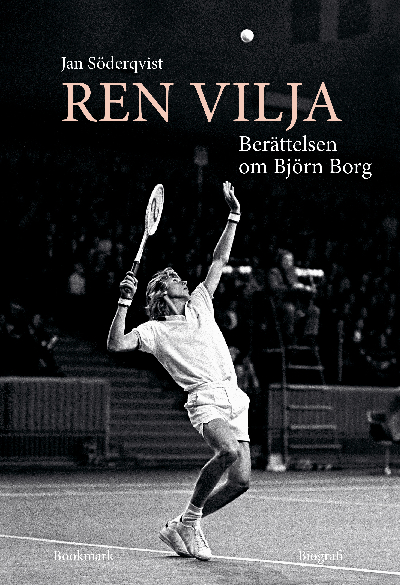 Jan Söderqvist
REN VILJA
Berättelsen
om Björn Borg
Bookmark
Biografi